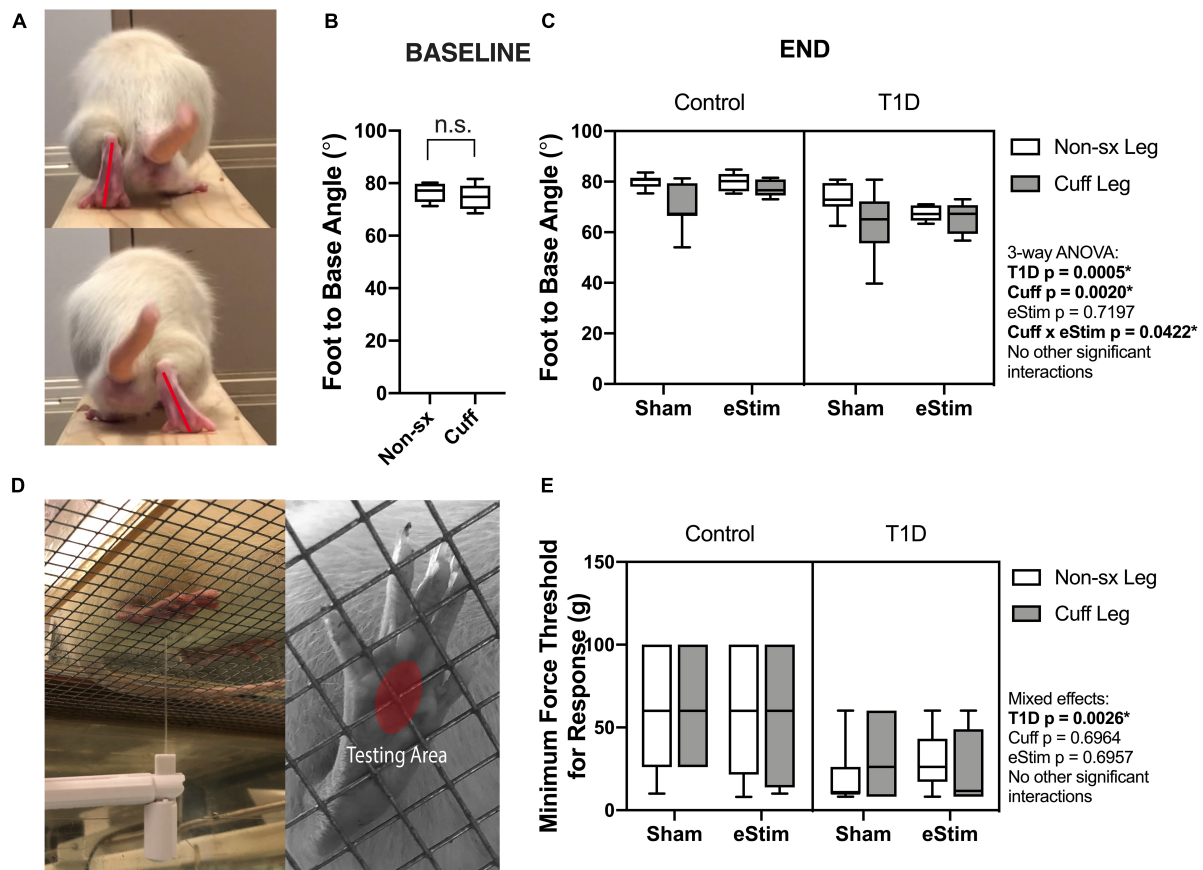 A
B
C
BASELINE
END
Control
T1D
n.s.
Foot to Base Angle (°)
100
80
60
40
20
0
Non-sx
Cuff
Foot to Base Angle (°)
100
80
60
40
20
0
Sham
eStim
Sham
eStim
Non-sx Leg
Cuff Leg
3-way ANOVA:
T1D p = 0.0005*
Cuff p = 0.0020*
eStim p = 0.7197
Cuff x eStim p = 0.0422*
No other significant
interactions
D
Testing Area
E
Control
T1D
Minimum Force Threshold
for Response (g)
150
100
50
0
Sham
eStim
Sham
eStim
Non-sx Leg
Cuff Leg
Mixed effects:
T1D p = 0.0026*
Cuff p = 0.6964
eStim p = 0.6957
No other significant
interactions